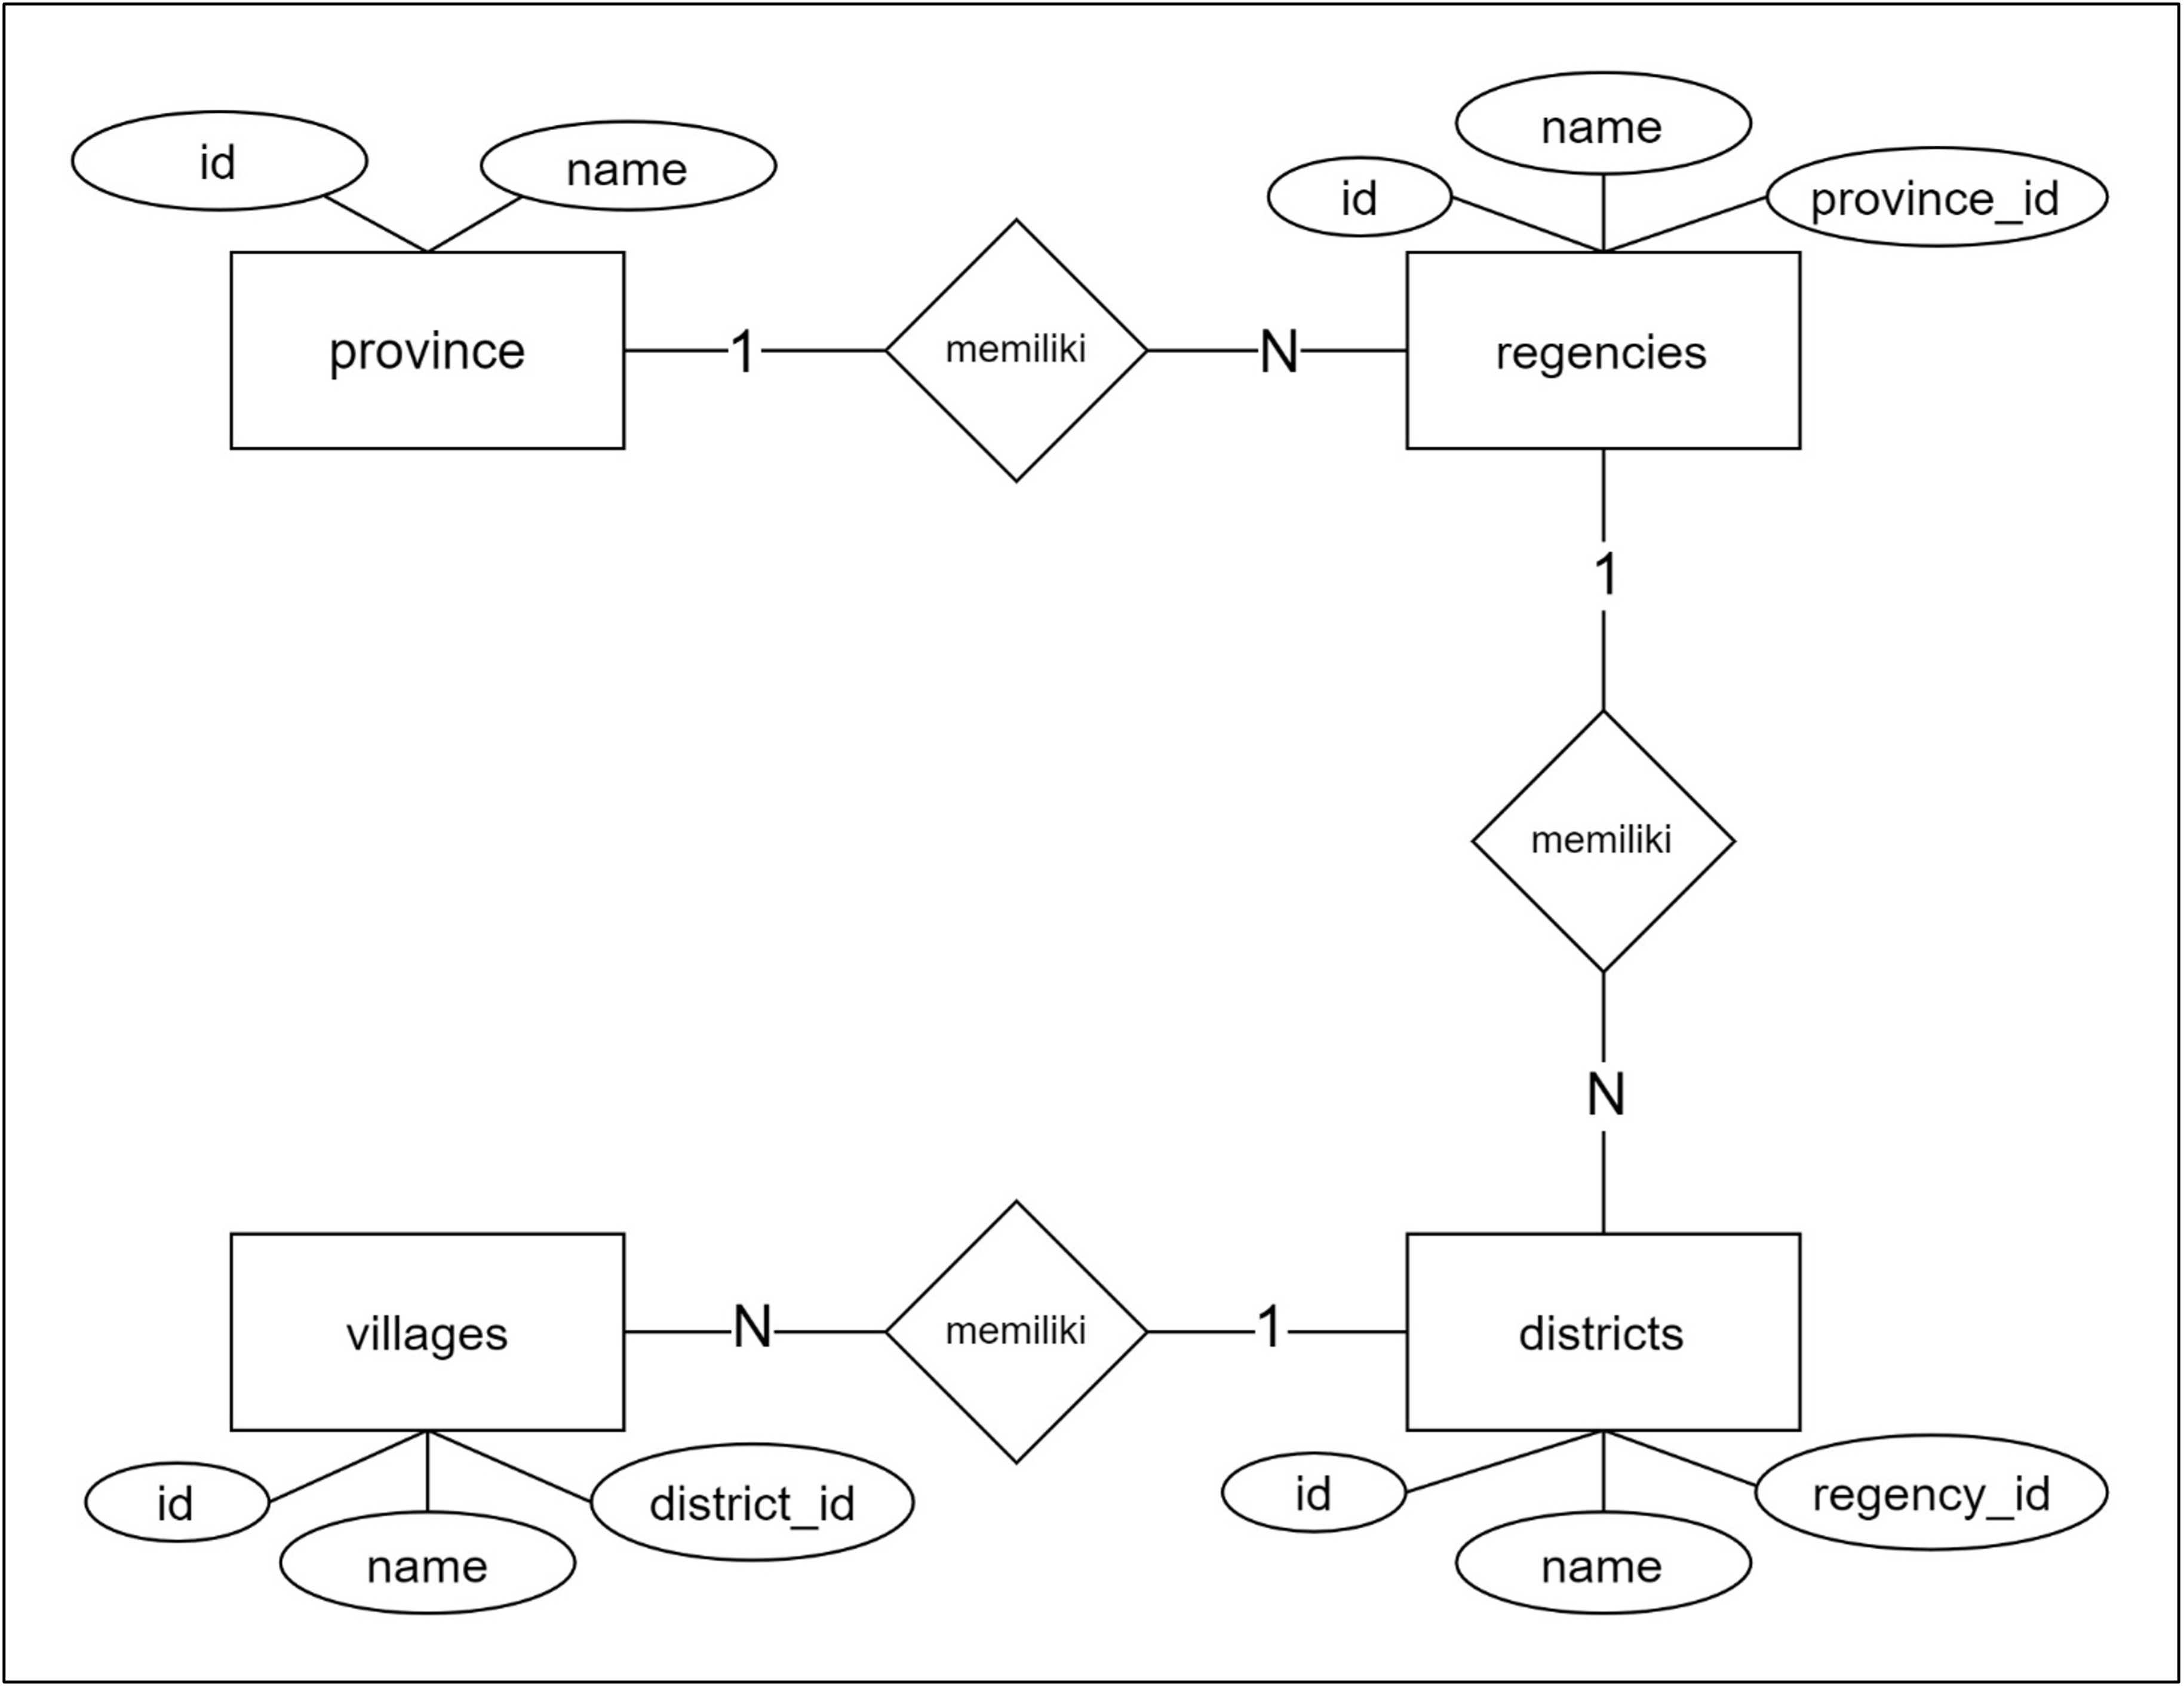 id
name
name
id
province_id
province
1
memiliki
N
regencies
1
memiliki
N
villages
N
memiliki
1
districts
id
name
district_id
id
name
regency_id